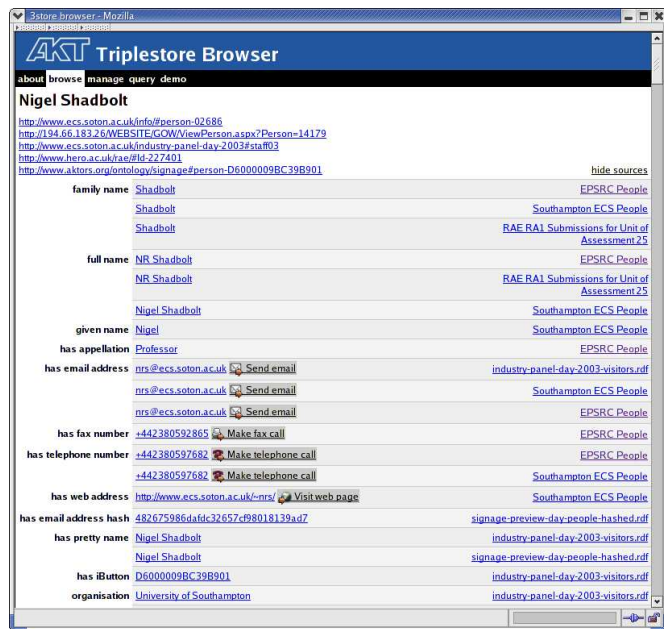 3store browser - Mozilla
AKT Triplestore Browser
about browse manage query demo
Nigel Shadbolt
http://www.ecs.soton.ac.uk/info/#person-02686
http://194.66.183.26/WEBSITE/GOW/ViewPerson.aspx?Person=14179
http://www.ecs.soton.ac.uk/industry-panel-day-2003#staff03
http://www.hero.ac.uk/rae/#Id-227401
http://www.aktors.org/ontology/signage#person-D6000009BC39B901 hide sources
family name Shadbolt EPSRC People
Shadbolt Southampton ECS People
Shadbolt RAE RA1 Submissions for Unit of
Assessment 25
full name NR Shadbolt EPSRC People
NR Shadbolt RAE RA1 Submissions for Unit of
Assessment 25
Nigel Shadbolt Southampton ECS People
given name Nigel Southampton ECS People
has appellation Professor EPSRC People
has email address nrs@ecs.soton.ac.uk Send email industry-panel-day-2003-visitors.rdf
nrs@ecs.soton.ac.uk Send email Southampton ECS People
nrs@ecs.soton.ac.uk Send email EPSRC People
has fax number +442380592865 Make fax call EPSRC People
has telephone number +442380597682 Make telephone call EPSRC People
+442380597682 Make telephone call Southampton ECS People
has web address http://www.ecs.soton.ac.uk/~nrs/ Visit web page Southampton ECS People
has email address hash 482675986dafdc32657cf98018139ad7 signage-preview-day-people-hashed.rdf
has pretty name Nigel Shadbolt industry-panel-day-2003-visitors.rdf
Nigel Shadbolt signage-preview-day-people-hashed.rdf
has iButton D6000009BC39B901 industry-panel-day-2003-visitors.rdf
organisation University of Southampton industry-panel-day-2003-visitors.rdf